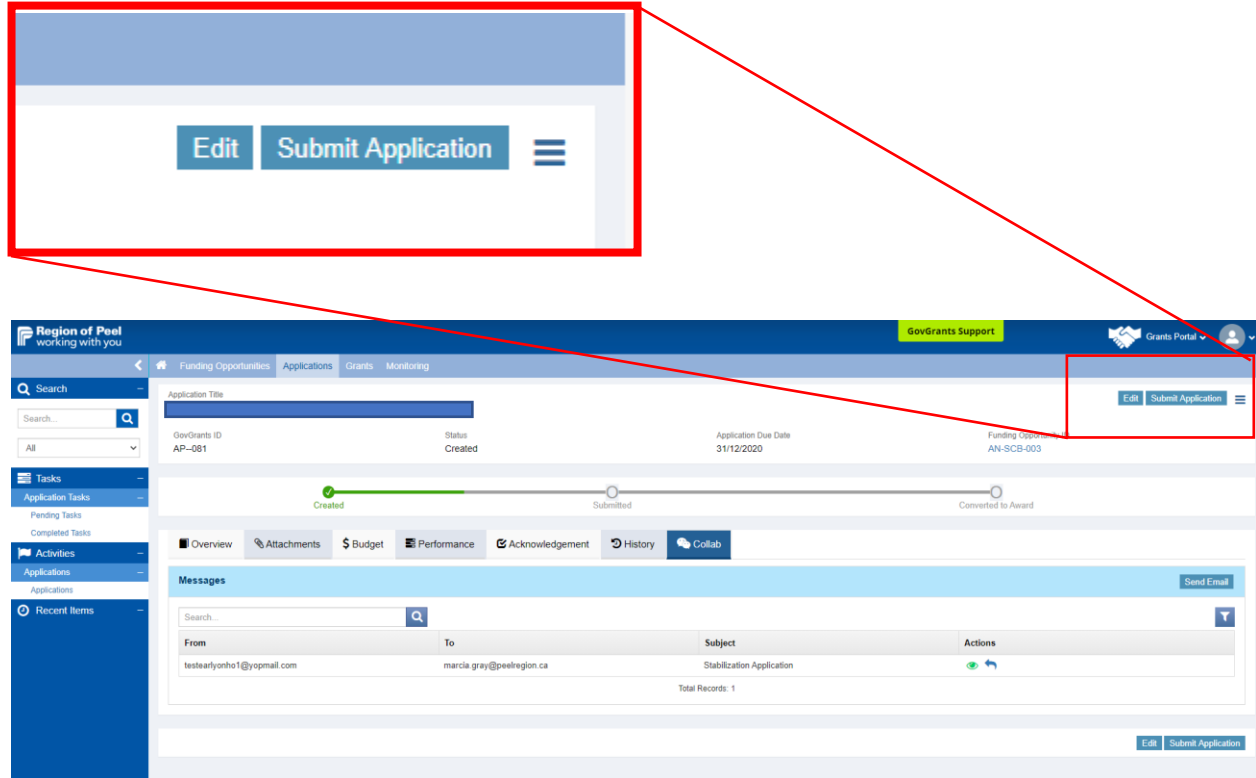 Edit Submit Application
Region of Peel
working with you
GovGrants Support
Grants Portal
Funding Opportunities Applications Grants Monitoring
Search
Search...
All
Tasks
Application Tasks
Pending Tasks
Completed Tasks
Activities
Applications
Applications
Recent Items
Application Title
Edit Submit Application
GovGrants ID Status Application Due Date Funding Opportunity ID
AP--081 Created 31/12/2020 AN-SCB-003
Created Submitted Converted to Award
Overview Attachments $ Budget Performance Acknowledgement History Collab
Messages Send Email
Search...
From To Subject Actions
testearlyonho1@yopmail.com marcia.gray@peelregion.ca Stabilization Application
Total Records: 1
Edit Submit Application